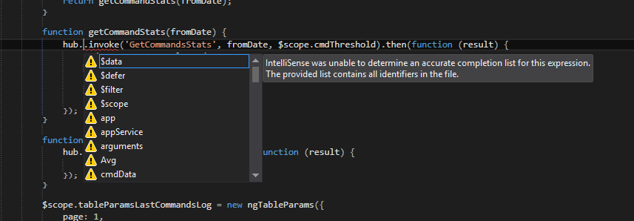 return getCommandStats(fromDate);
function getCommandStats(fromDate) {
hub.invoke('GetCommandsStats', fromDate, $scope.cmdThreshold).then(function (result) {
$data
IntelliSense was unable to determine an accurate completion list for this expression.
The provided list contains all identifiers in the file.
$defer
$filter
$scope
app
});
}
appService
arguments
function
Avg
hub.
unction (result) {
cmdData
});
}
$scope.tableParamsLastCommandsLog = new ngTableParams({
page: 1,